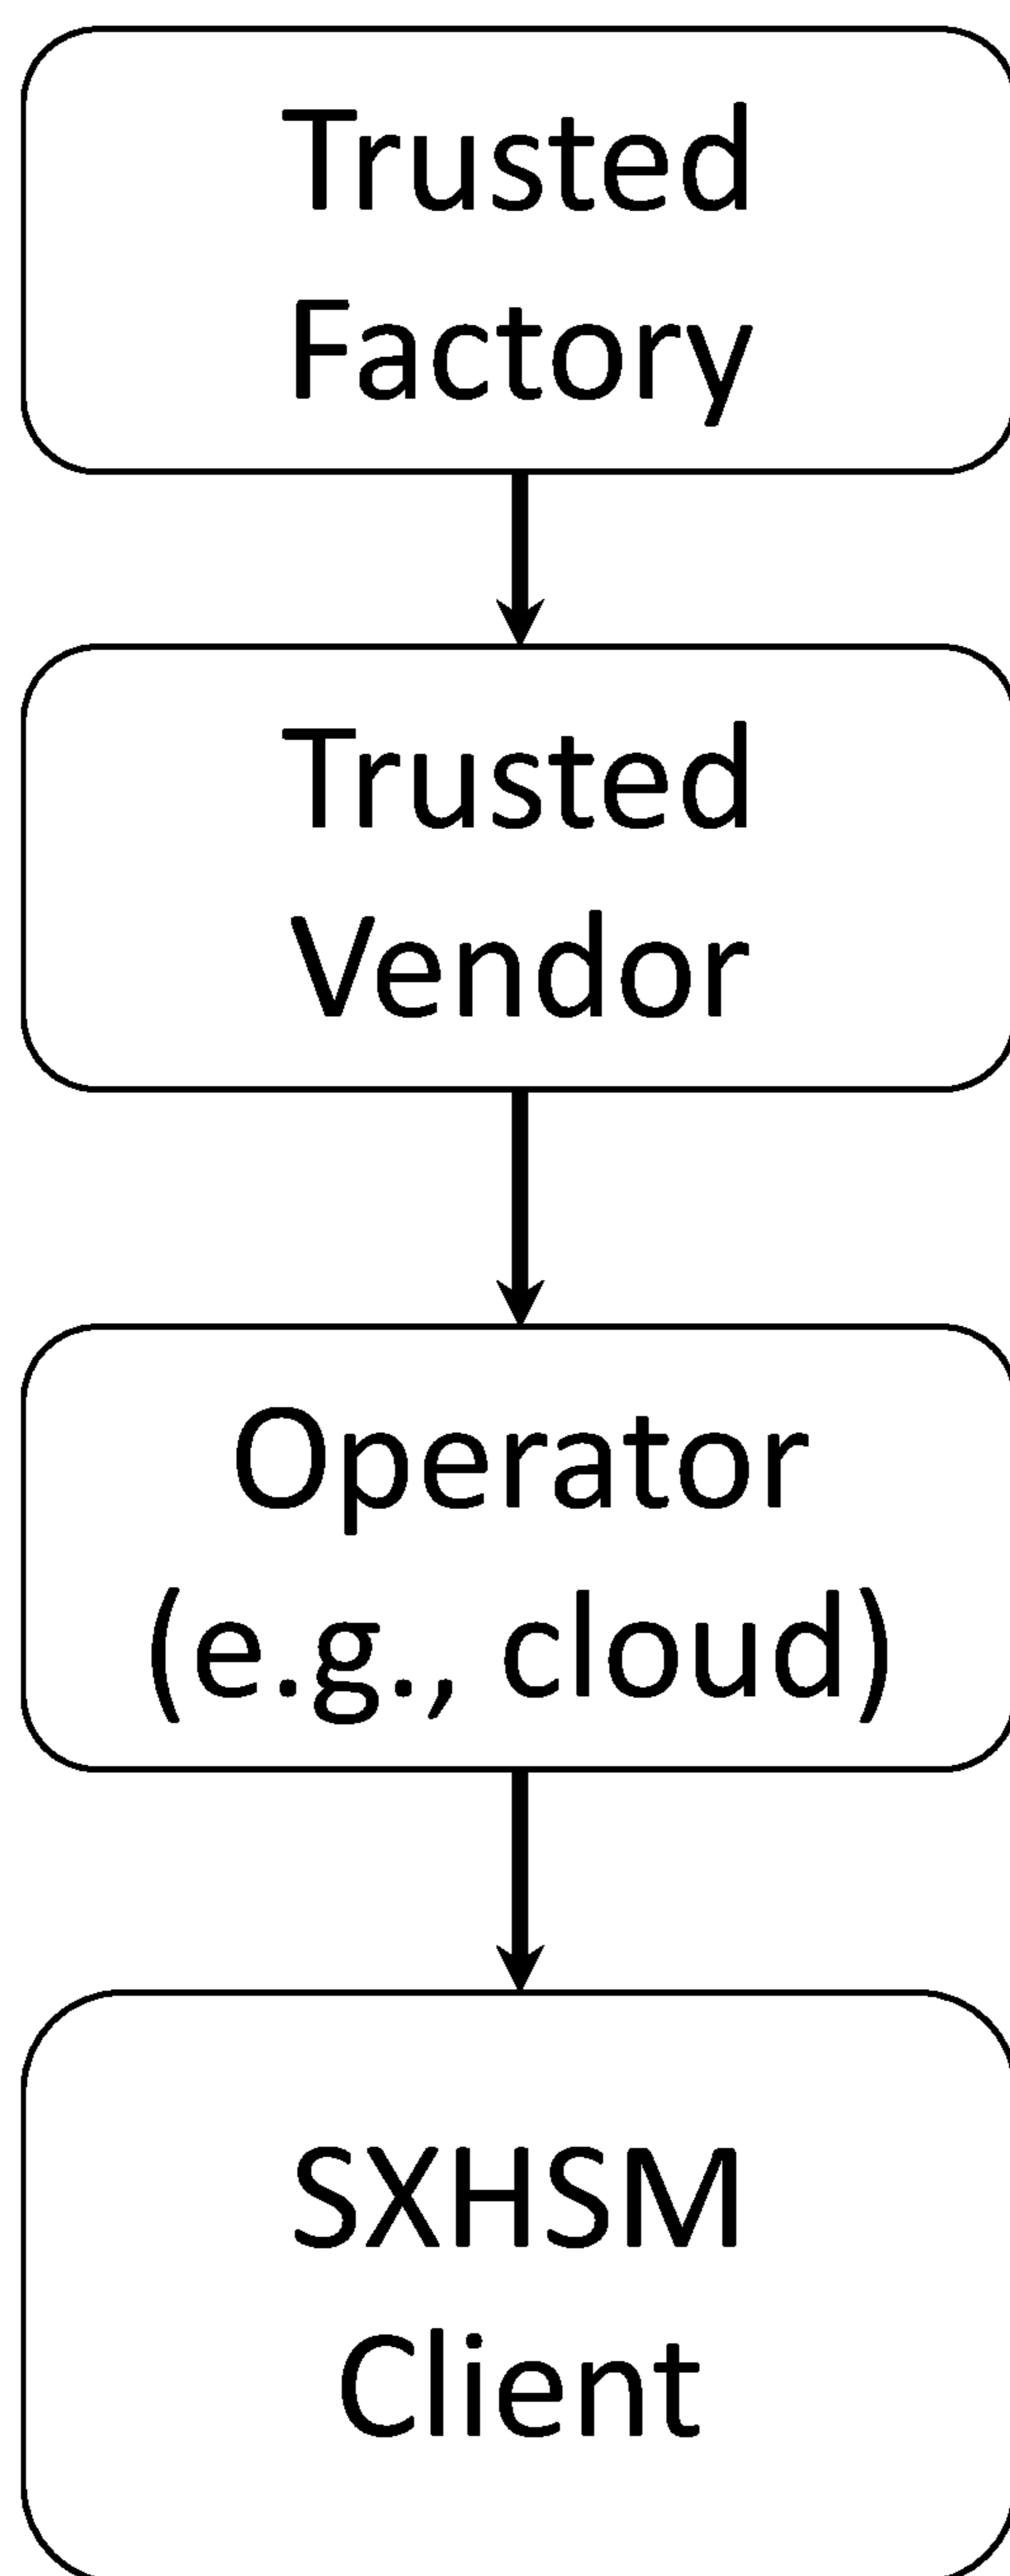 Trusted
Factory
Trusted
Vendor
Operator
(e.g., cloud)
SXHSM
Client